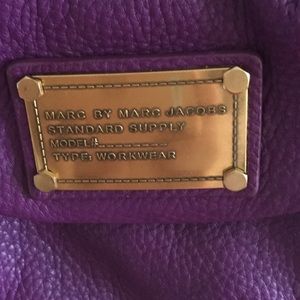 MARC BY MARC JACOBS
STANDARD SUPPLY
MODEL#:
TYPE: WORKWEAR